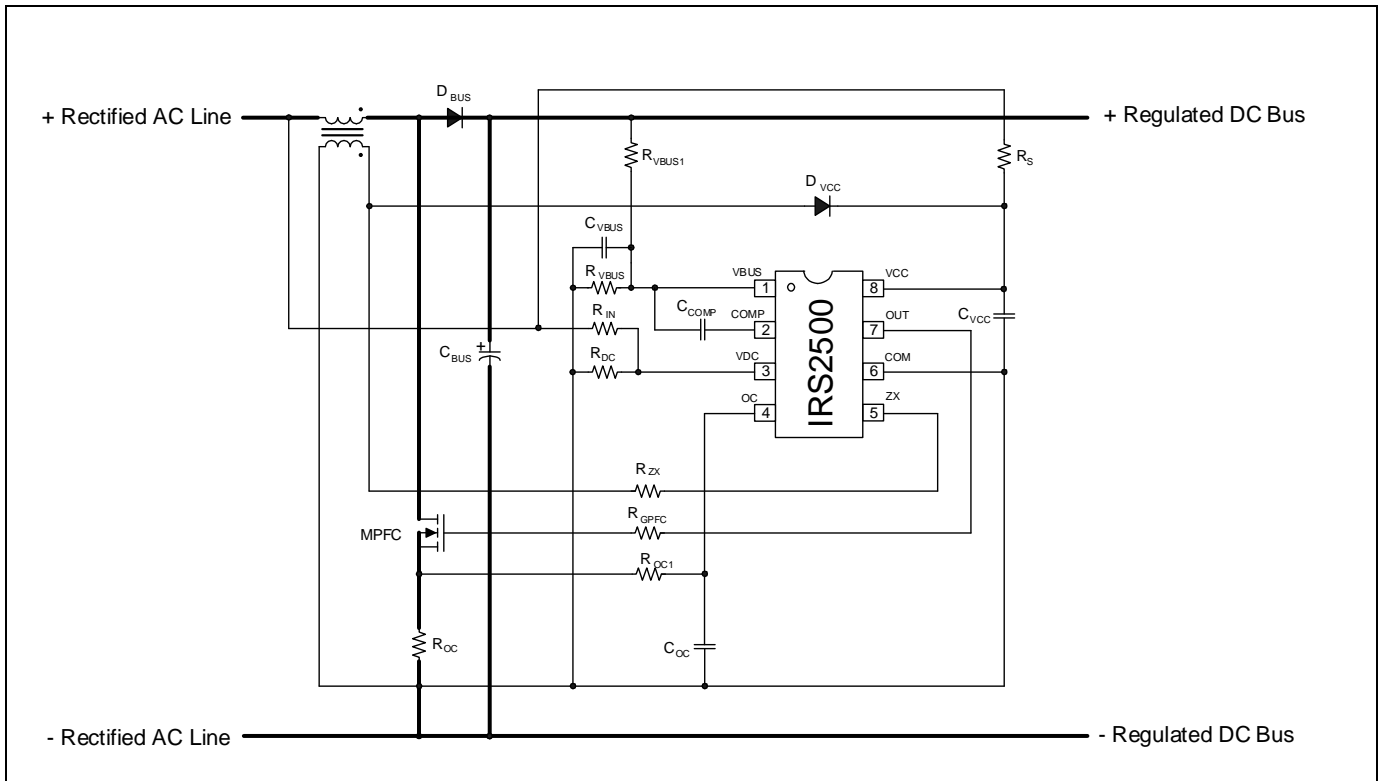 D BUS
+ Rectified AC Line
+ Regulated DC Bus
R VBUS1
R S
D VCC
C VBUS
R VBUS
VBUS
1
VCC
8
R IN
C COMP
COMP
2
OUT
7
C VCC
C BUS
+
R DC
VDC
3
COM
6
OC
4
ZX
5
IRS2500
R ZX
R GPFC
MPFC
R OC1
R OC
C OC
- Rectified AC Line
- Regulated DC Bus